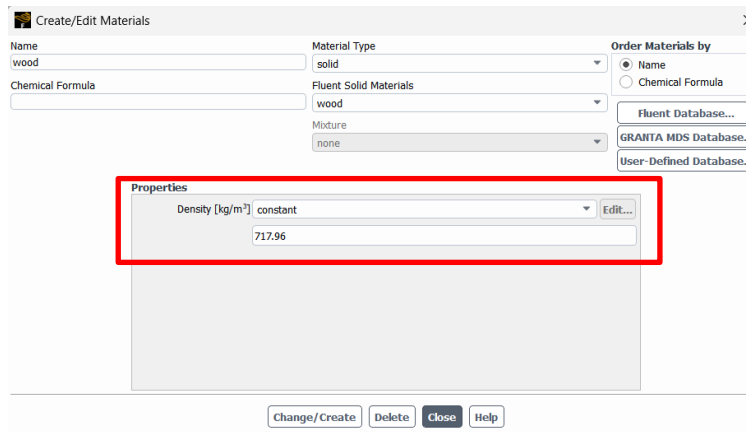 Create/Edit Materials
Name
wood
Chemical Formula
Material Type
solid
Fluent Solid Materials
wood
Mixture
none
Order Materials by
Name
Chemical Formula
Fluent Database...
GRANTA MDS Database.
User-Defined Database.
Properties
Density [kg/m³] constant Edit...
717.96
Change/Create Delete Close Help